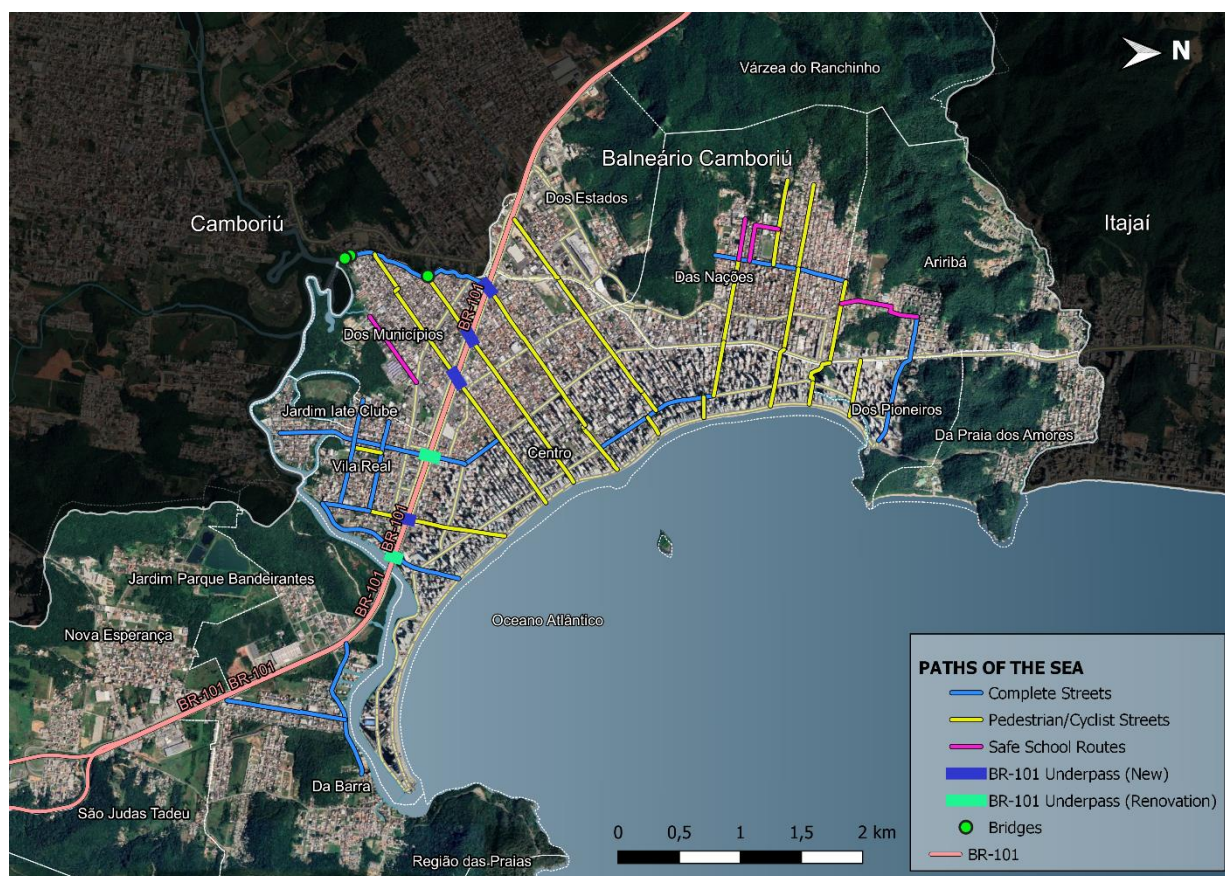 N
Várzea do Ranchinho
Balneário Camboriú
Dos Estados
Camboriú
Itajaí
Das Nações
Ariribá
BR-101
Dos Municípios
Jardim Iate Clube
Dos Pioneiros
Da Praia dos Amores
Vila Real
Centro
BR-101
Jardim Parque Bandeirantes
BR-101
Nova Esperança
Oceano Atlântico
BR-101 BR-101
Da Barra
São Judas Tadeu
Região das Praias
0 0,5 1 1,5 2 km
PATHS OF THE SEA
Complete Streets
Pedestrian/Cyclist Streets
Safe School Routes
BR-101 Underpass (New)
BR-101 Underpass (Renovation)
Bridges
BR-101